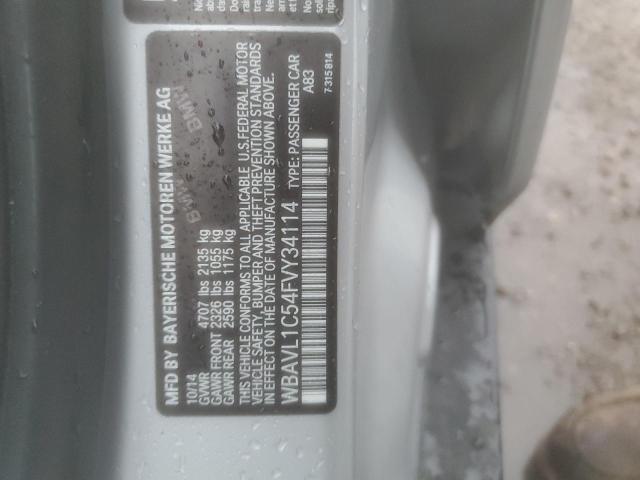 MFD BY BAYERISCHE MOTOREN WERKE AG
10/14
GVWR 4707 lbs 2135 kg
GAWR FRONT 2326 lbs 1055 kg
GAWR REAR 2590 lbs 1175 kg
THIS VEHICLE CONFORMS TO ALL APPLICABLE U.S. FEDERAL MOTOR
VEHICLE SAFETY, BUMPER AND THEFT PREVENTION STANDARDS
IN EFFECT ON THE DATE OF MANUFACTURE SHOWN ABOVE.
WBAVL1C54FVY34114 TYPE: PASSENGER CAR
A83
7 315 814